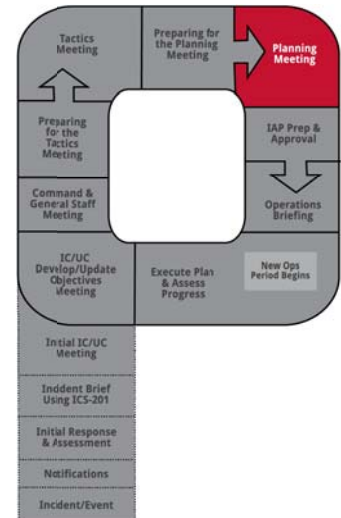 Tactics
Meeting
Preparing for
the Planning
Meeting
Planning
Meeting
Preparing
for the
Tactics
Meeting
IAP Prep &
Approval
Command &
General Staff
Meeting
Operations
Briefing
IC/UC
Develop/Update
Objectives
Meeting
Execute Plan
& Assess
Progress
New Ops
Period Begins
Initial IC/UC
Meeting
Incident Brief
Using ICS-201
Initial Response
& Assessment
Notifications
Incident/Event